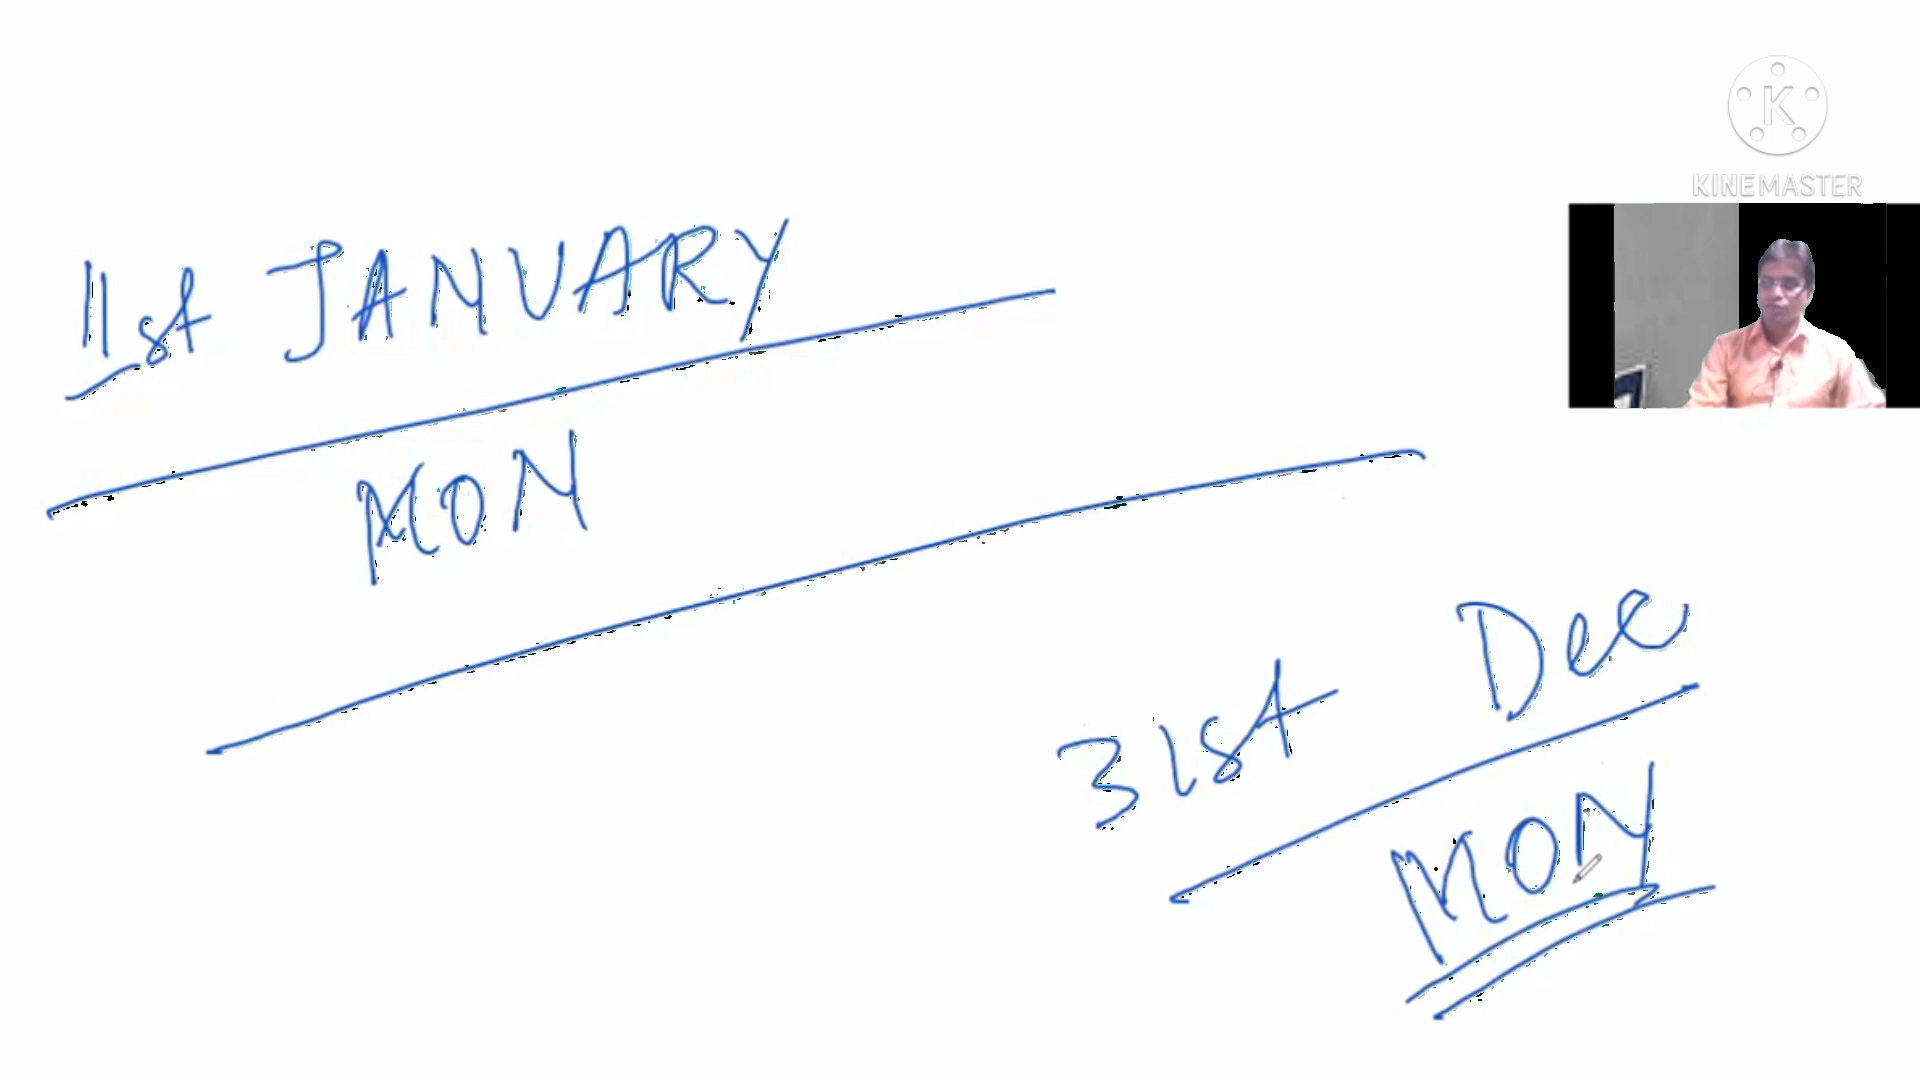 1st JANUARY
MON
31st Dec
MON
K
KINEMASTER